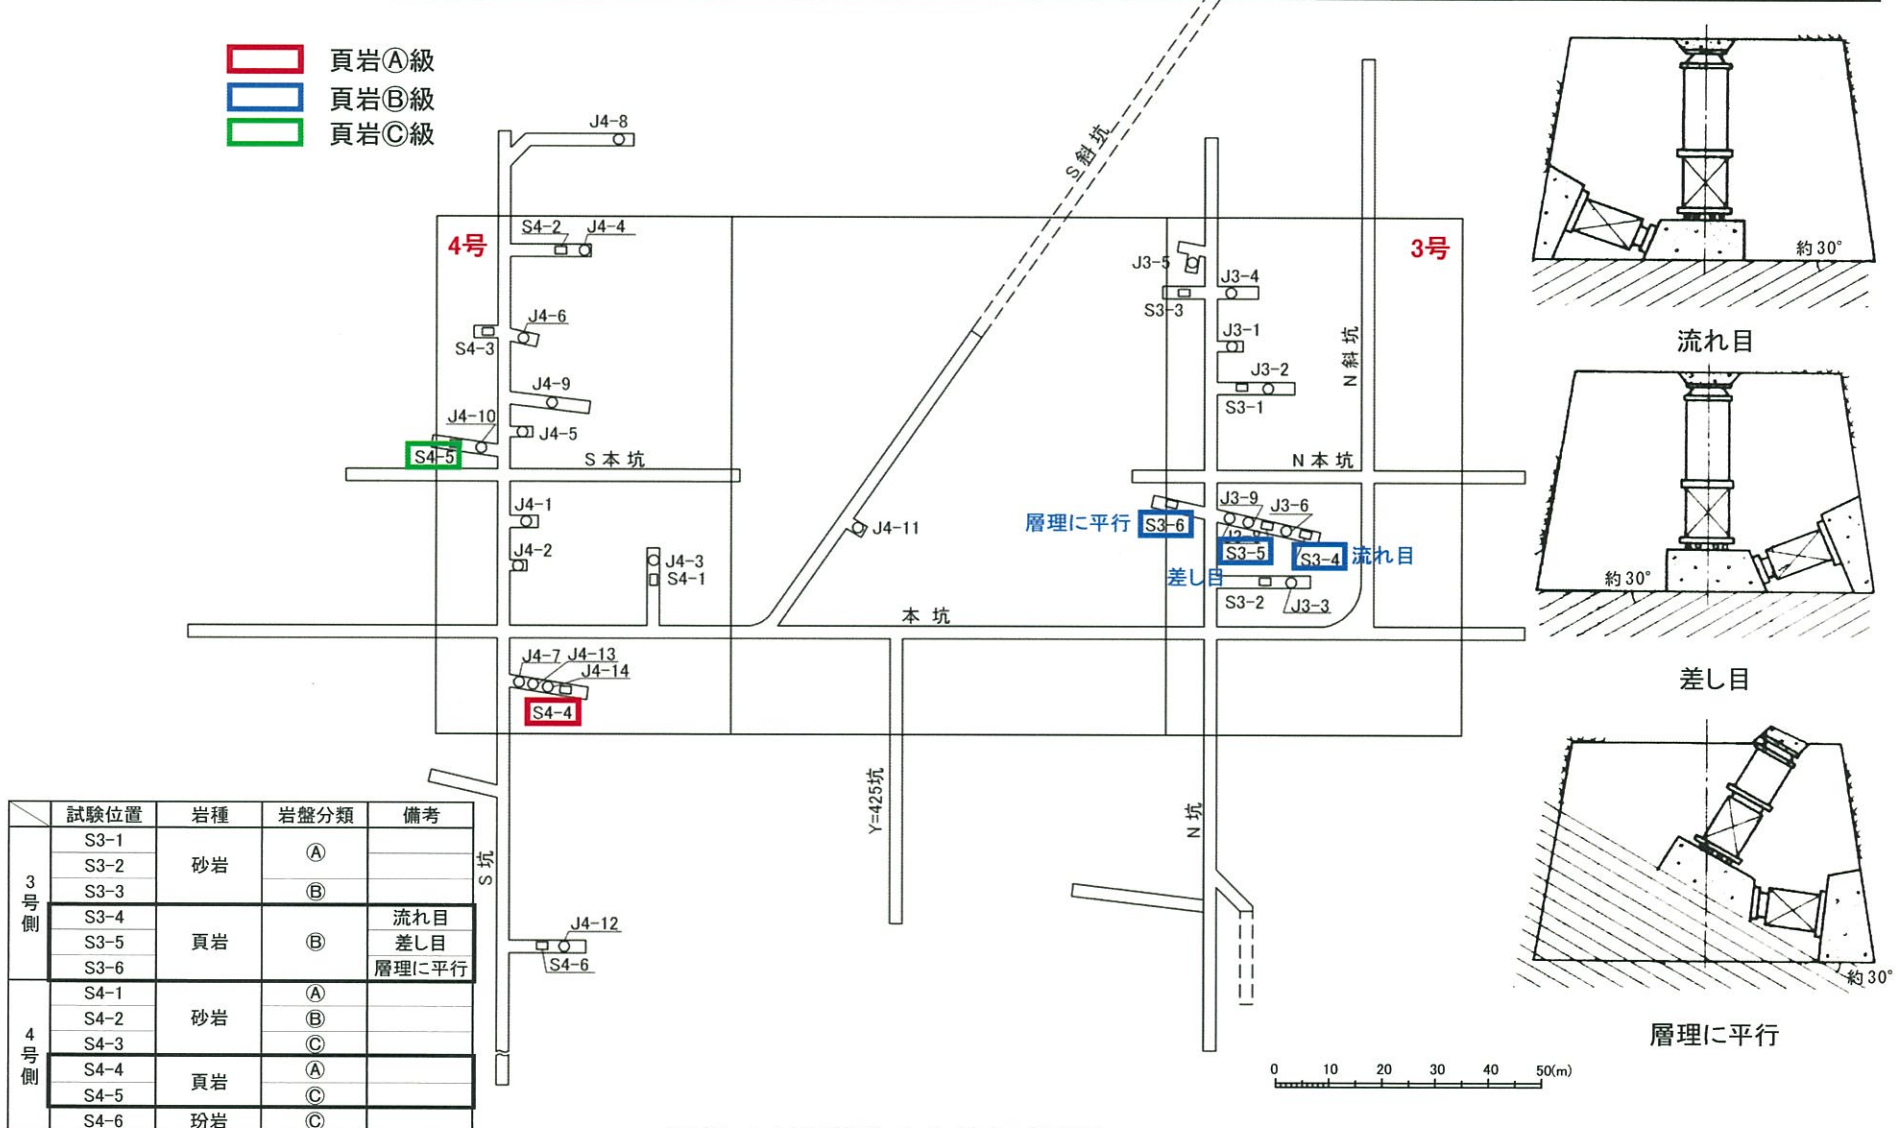 頁岩Ⓐ級
頁岩Ⓑ級
頁岩Ⓒ級
J4-8
S斜坑
4号
S4-2
J4-4
J4-6
S4-3
J4-9
J4-10
J4-5
S4-5
S本坑
J4-1
J4-2
J4-3
S4-1
J4-11
本坑
J4-7
J4-13
J4-14
S4-4
S坑
J4-12
S4-6
Y=425坑
3号
J3-5
J3-4
S3-3
J3-1
J3-2
S3-1
N斜坑
N本坑
層理に平行
S3-6
J3-9
J3-6
S3-5
S3-4
流れ目
差し目
S3-2
J3-3
N坑
0 10 20 30 40 50(m)
約30°
流れ目
約30°
差し目
約30°
層理に平行
試験位置 岩種 岩盤分類 備考
3号側
S3-1 砂岩 Ⓐ
S3-2
S3-3 Ⓑ
S3-4 頁岩 Ⓑ 流れ目
S3-5 差し目
S3-6 層理に平行
4号側
S4-1 砂岩 Ⓐ
S4-2 Ⓑ
S4-3 Ⓒ
S4-4 頁岩 Ⓐ
S4-5 Ⓒ
S4-6 玢岩 Ⓒ